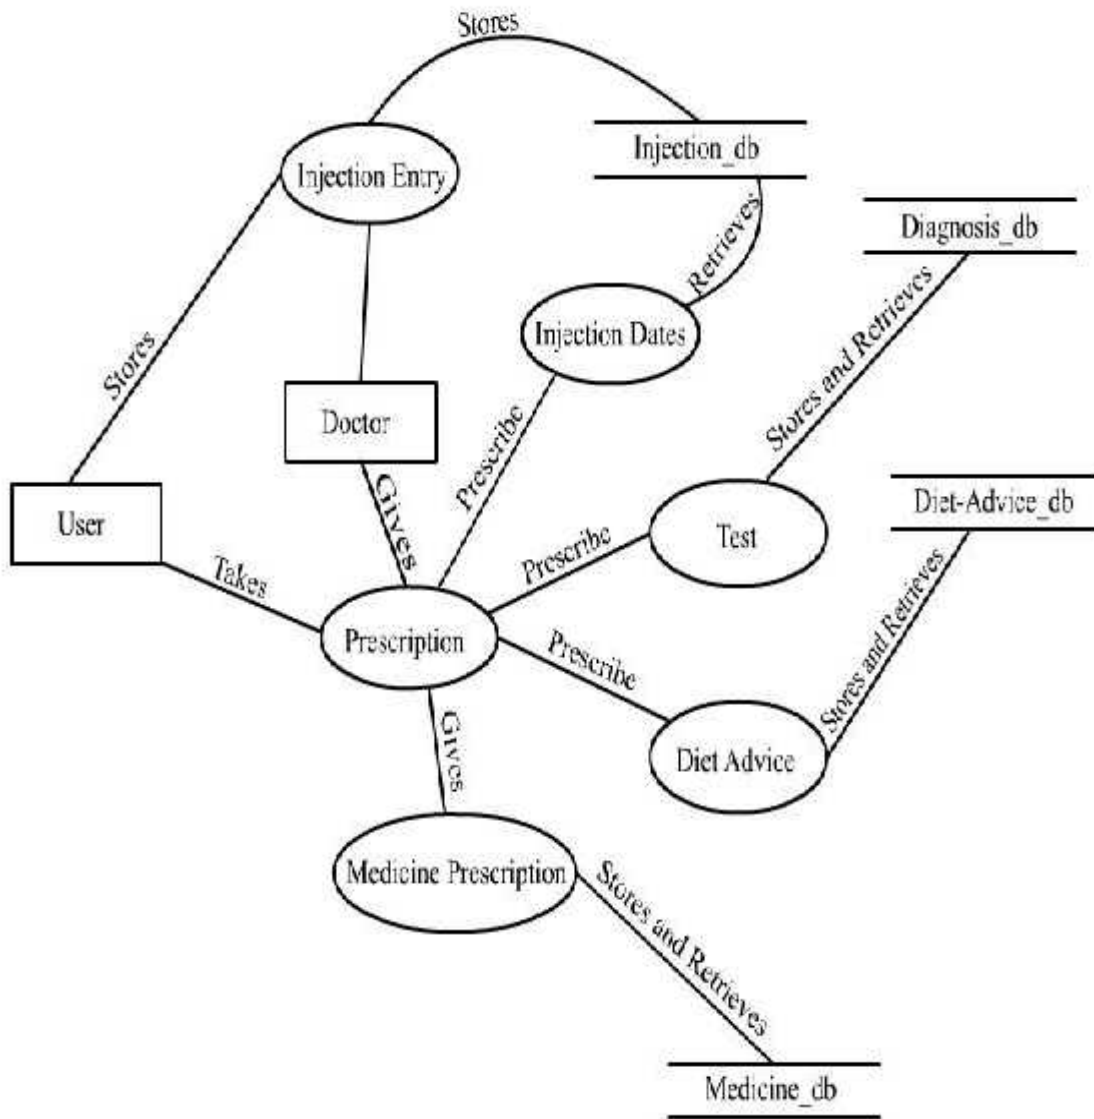 Stores
Injection_db
Injection Entry
Diagnosis_db
Retrieves
Injection Dates
Stores
Stores and Retrieves
Doctor
Prescribe
Diet-Advice_db
User
Gives
Test
Prescribe
Takes
Prescription
Prescribe
Stores and Retrieves
Diet Advice
Gives
Medicine Prescription
Stores and Retrieves
Medicine_db